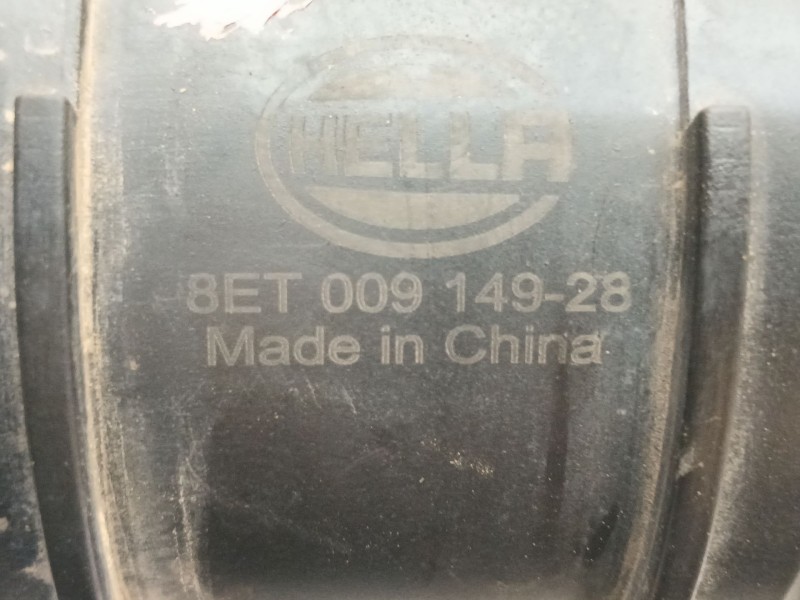 HELLA
8ET 009 149-28
Made in China